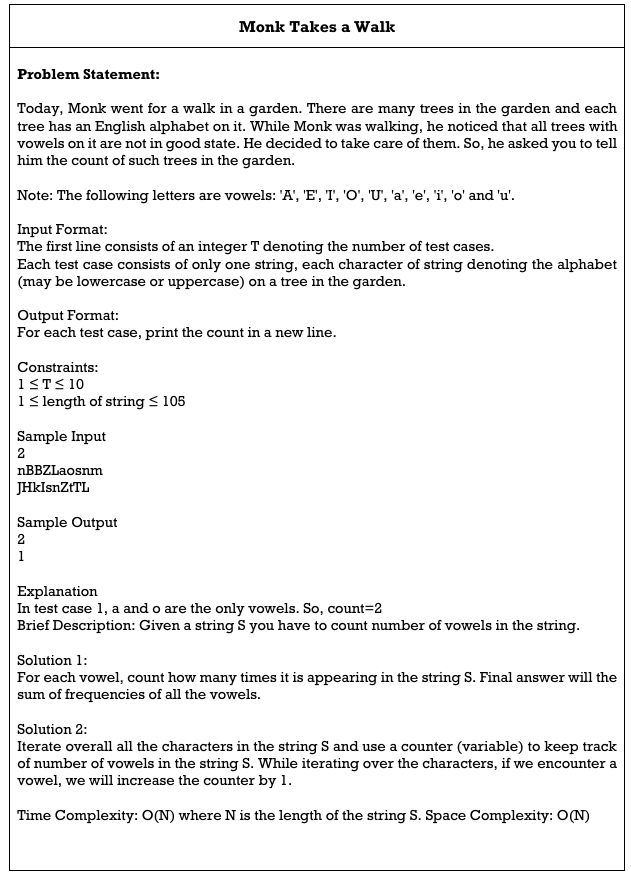 Monk Takes a Walk
Problem Statement:
Today, Monk went for a walk in a garden. There are many trees in the garden and each
tree has an English alphabet on it. While Monk was walking, he noticed that all trees with
vowels on it are not in good state. He decided to take care of them. So, he asked you to tell
him the count of such trees in the garden.
Note: The following letters are vowels: 'A', 'E', 'I', 'O', 'U', 'a', 'e', 'i', 'o' and 'u'.
Input Format:
The first line consists of an integer T denoting the number of test cases.
Each test case consists of only one string, each character of string denoting the alphabet
(may be lowercase or uppercase) on a tree in the garden.
Output Format:
For each test case, print the count in a new line.
Constraints:
1 ≤ T ≤ 10
1 ≤ length of string ≤ 105
Sample Input
2
nBBZLaosnm
JHkIsnZtTL
Sample Output
2
1
Explanation
In test case 1, a and o are the only vowels. So, count=2
Brief Description: Given a string S you have to count number of vowels in the string.
Solution 1:
For each vowel, count how many times it is appearing in the string S. Final answer will the
sum of frequencies of all the vowels.
Solution 2:
Iterate overall all the characters in the string S and use a counter (variable) to keep track
of number of vowels in the string S. While iterating over the characters, if we encounter a
vowel, we will increase the counter by 1.
Time Complexity: O(N) where N is the length of the string S. Space Complexity: O(N)